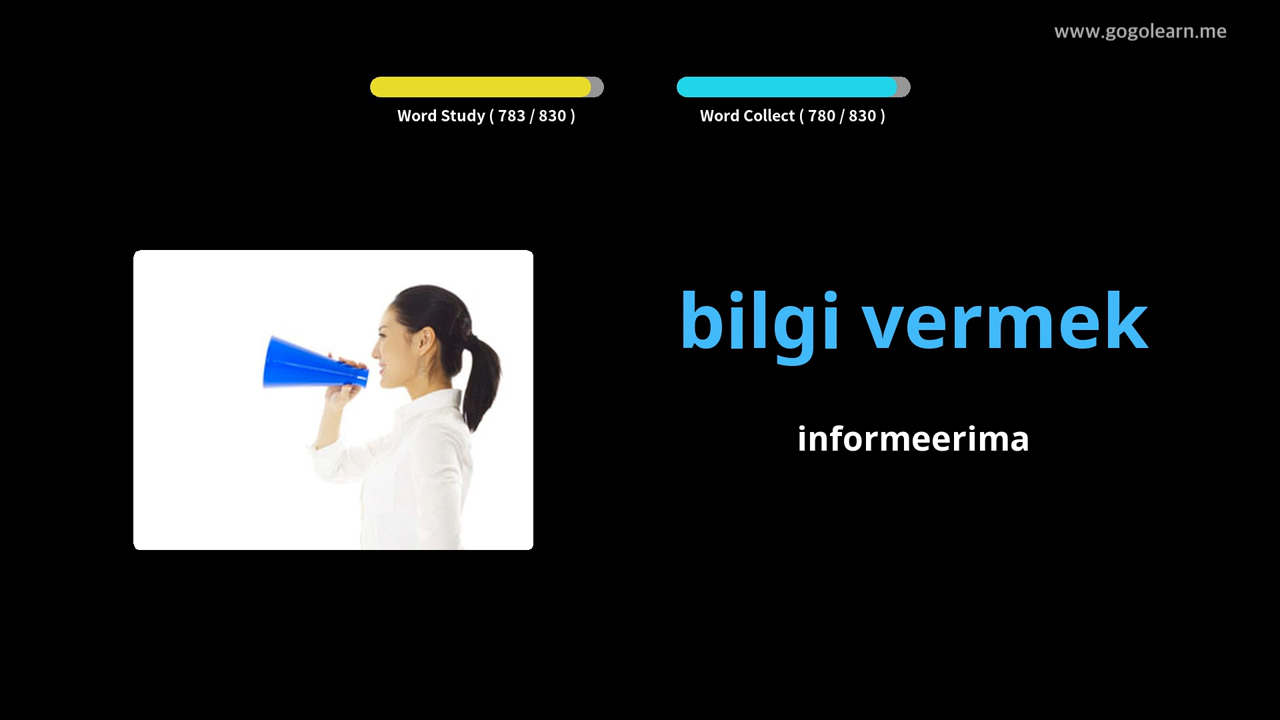 www.gogolearn.me
Word Study ( 783 / 830 )
Word Collect ( 780 / 830 )
bilgi vermek
informeerima